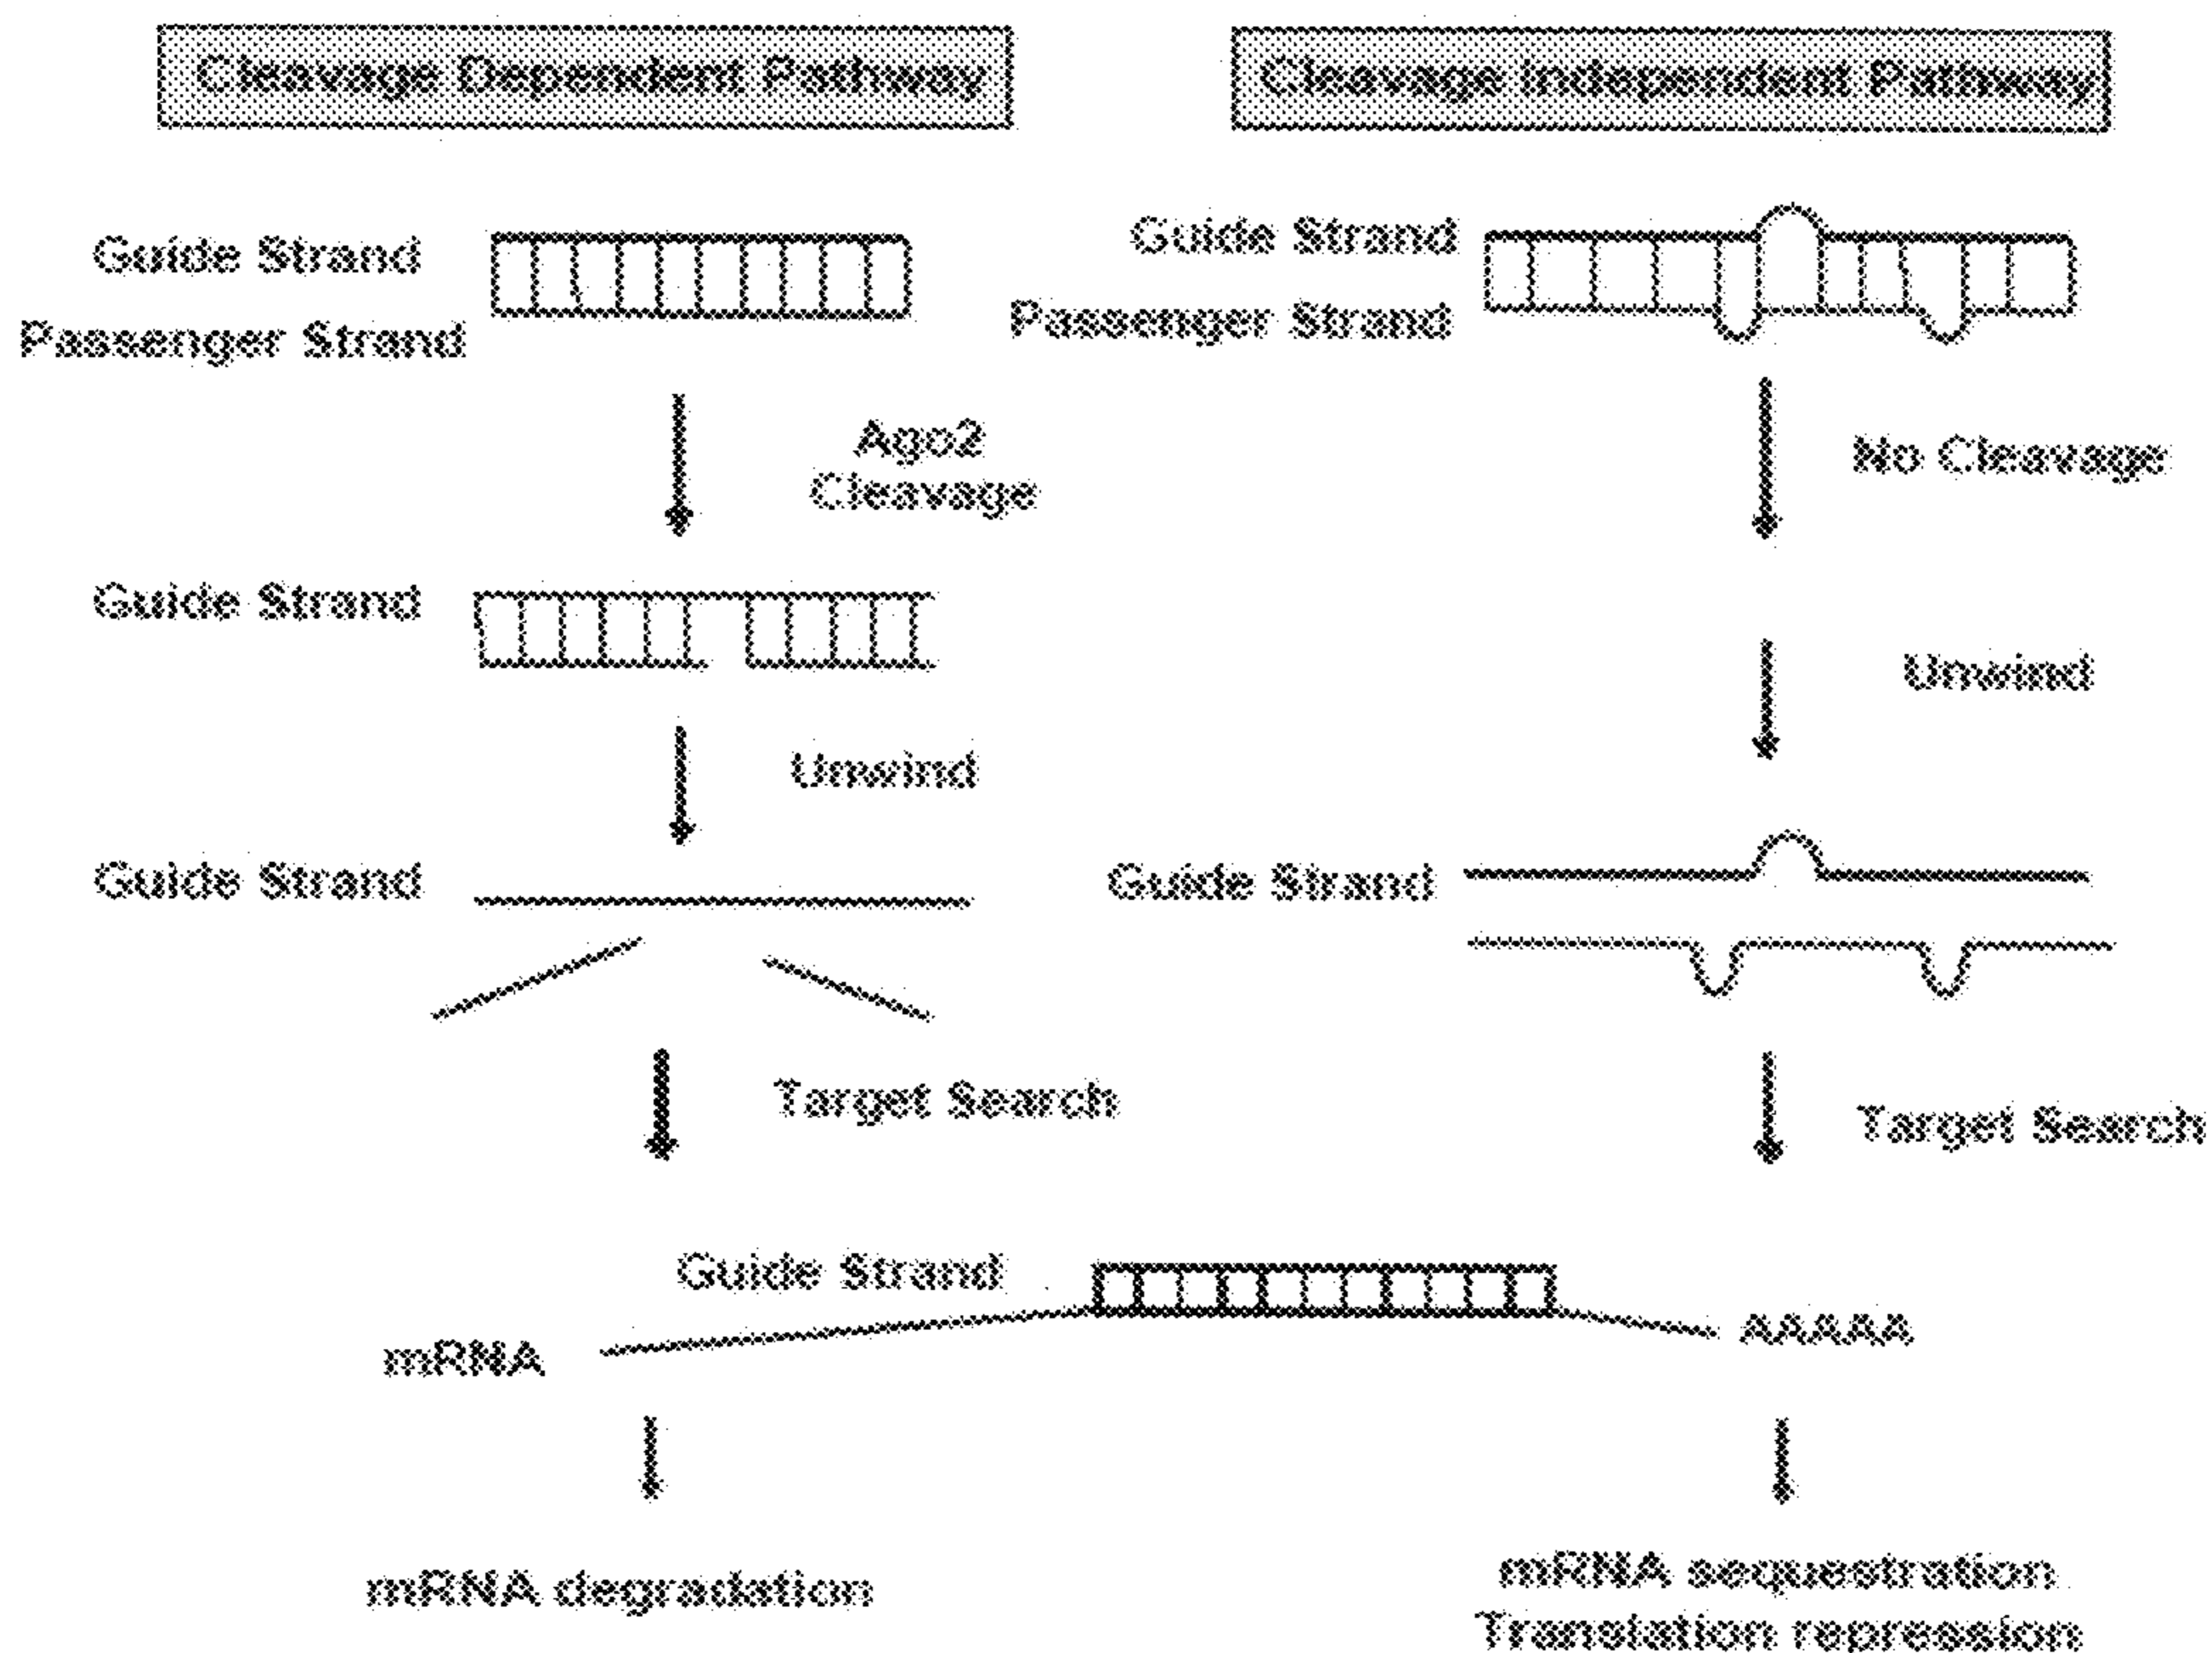 Cleavage Dependent Pathway
Cleavage Independent Pathway
Guide Strand
Passenger Strand
Guide Strand
Passenger Strand
Ago2
Cleavage
No Cleavage
Guide Strand
Unwind
Unwind
Guide Strand
Guide Strand
Target Search
Target Search
Guide Strand
mRNA
AAAAA
mRNA degradation
mRNA sequestration
Translation repression